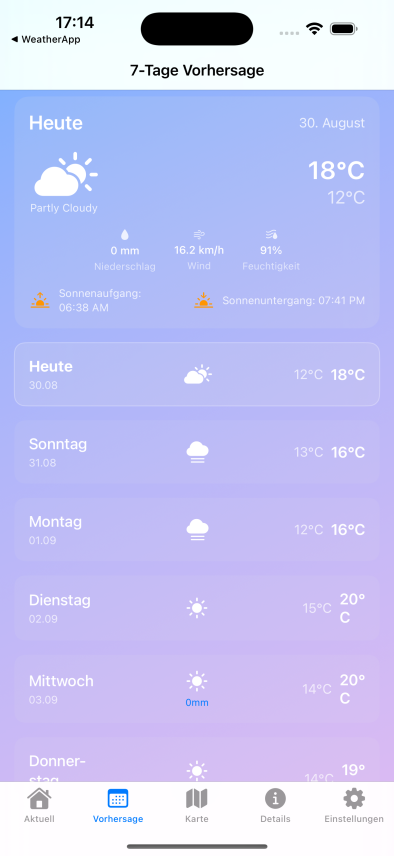 17:14
◀ WeatherApp
7-Tage Vorhersage
Heute
30. August
18°C
12°C
Partly Cloudy
0 mm
Niederschlag
16.2 km/h
Wind
91%
Feuchtigkeit
Sonnenaufgang:
06:38 AM
Sonnenuntergang: 07:41 PM
Heute
30.08
12°C 18°C
Sonntag
31.08
13°C 16°C
Montag
01.09
12°C 16°C
Dienstag
02.09
15°C 20°
C
Mittwoch
03.09
0mm
14°C 20°
C
Donner-
stag
14°C 19°
Aktuell
Vorhersage
Karte
Details
Einstellungen